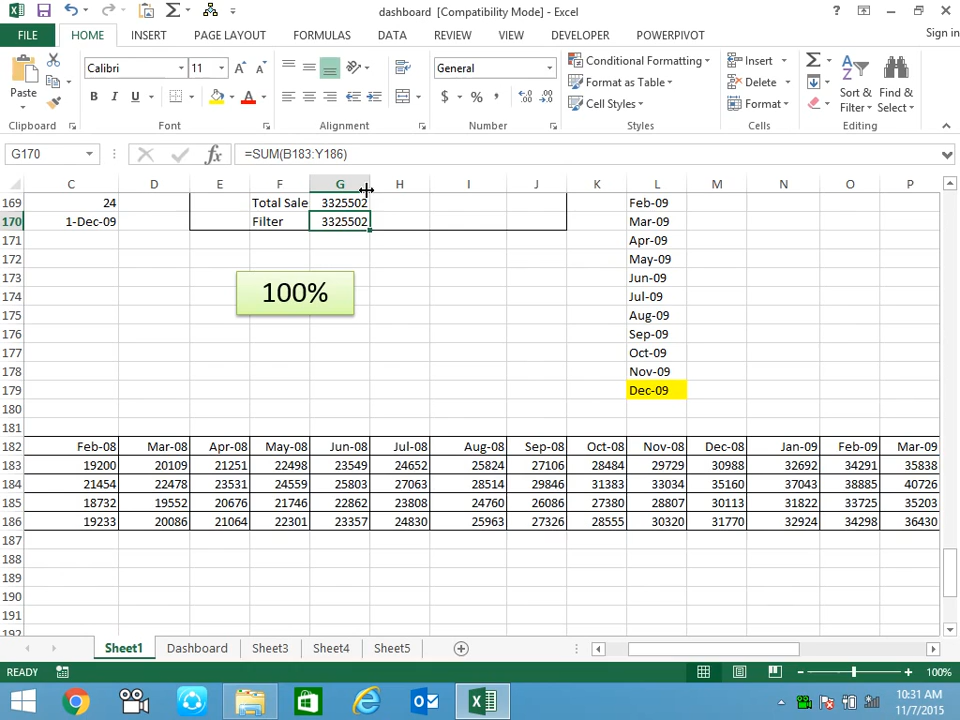 dashboard [Compatibility Mode] - Excel
Sign in
FILE HOME INSERT PAGE LAYOUT FORMULAS DATA REVIEW VIEW DEVELOPER POWERPIVOT
Paste
Calibri 11
General
Conditional Formatting
Format as Table
Cell Styles
Insert
Delete
Format
Sort &
Filter
Find &
Select
Clipboard Font Alignment Number Styles Cells Editing
G170 =SUM(B183:Y186)
C D E F G H I J K L M N O P
169 24 Total Sale 3325502 Feb-09
170 1-Dec-09 Filter 3325502 Mar-09
171 Apr-09
172 May-09
173 Jun-09
100%
174 Jul-09
175 Aug-09
176 Sep-09
177 Oct-09
178 Nov-09
179 Dec-09
180
181
182 Feb-08 Mar-08 Apr-08 May-08 Jun-08 Jul-08 Aug-08 Sep-08 Oct-08 Nov-08 Dec-08 Jan-09 Feb-09 Mar-09
183 19200 20109 21251 22498 23549 24652 25824 27106 28484 29729 30988 32692 34291 35838
184 21454 22478 23531 24559 25803 27063 28514 29846 31383 33034 35160 37043 38885 40726
185 18732 19552 20676 21746 22862 23808 24760 26086 27380 28807 30113 31822 33725 35203
186 19233 20086 21064 22301 23357 24830 25963 27326 28555 30320 31770 32924 34298 36430
187
188
189
190
191
192
Sheet1 Dashboard Sheet3 Sheet4 Sheet5
READY 100%
10:31 AM
11/7/2015